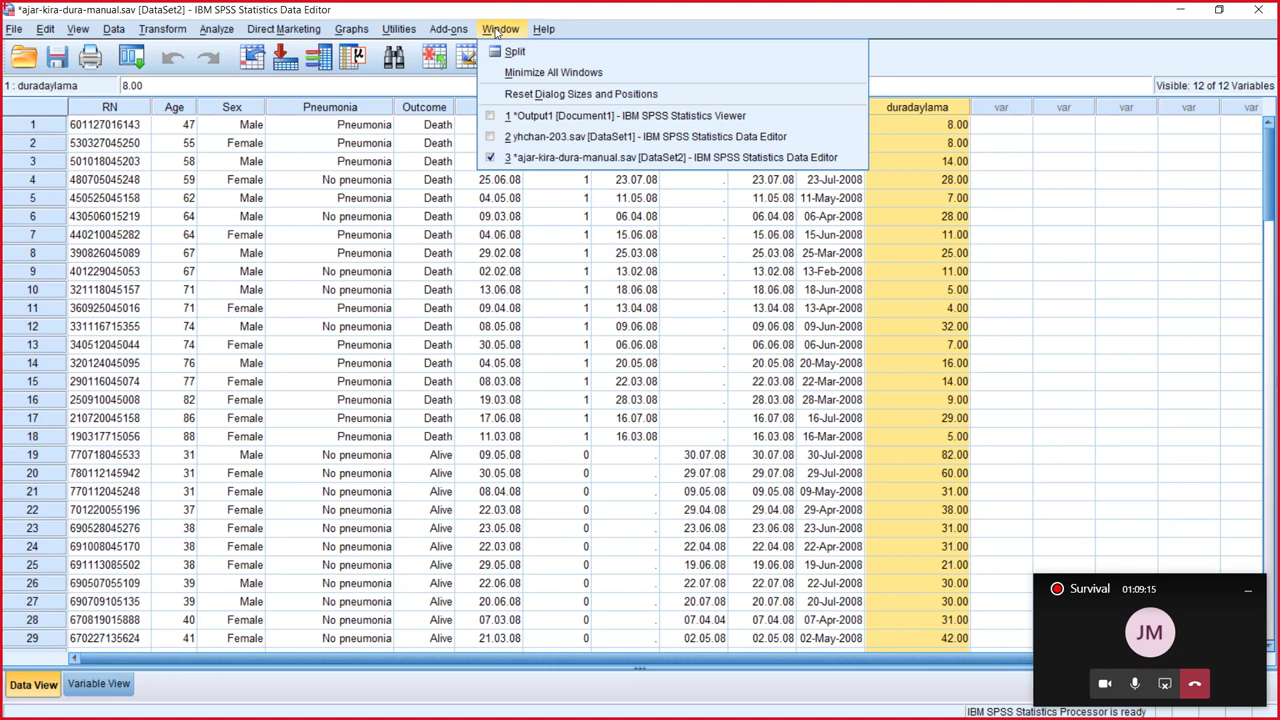 *ajar-kira-dura-manual.sav [DataSet2] - IBM SPSS Statistics Data Editor
File Edit View Data Transform Analyze Direct Marketing Graphs Utilities Add-ons Window Help
Split
Minimize All Windows
Reset Dialog Sizes and Positions
1 *Output1 [Document1] - IBM SPSS Statistics Viewer
2 yhchan-203.sav [DataSet1] - IBM SPSS Statistics Data Editor
3 *ajar-kira-dura-manual.sav [DataSet2] - IBM SPSS Statistics Data Editor
1 : duradaylama 8.00 Visible: 12 of 12 Variables
RN Age Sex Pneumonia Outcome duradaylama var var var var
1 601127016143 47 Male Pneumonia Death 8.00
2 530327045250 55 Female Pneumonia Death 8.00
3 501018045203 58 Male Pneumonia Death 14.00
4 480705045248 59 Female Pneumonia Death 25.06.08 1 23.07.08 . 23.07.08 23-Jul-2008 28.00
5 450525045158 62 Male Pneumonia Death 04.05.08 1 11.05.08 . 11.05.08 11-May-2008 7.00
6 430506015219 64 Male No pneumonia Death 09.03.08 1 06.04.08 . 06.04.08 06-Apr-2008 28.00
7 440210045282 64 Female Pneumonia Death 04.06.08 1 15.06.08 . 15.06.08 15-Jun-2008 11.00
8 390826045089 67 Male Pneumonia Death 29.02.08 1 25.03.08 . 25.03.08 25-Mar-2008 25.00
9 401229045053 67 Male No pneumonia Death 02.02.08 1 13.02.08 . 13.02.08 13-Feb-2008 11.00
10 321118045157 71 Male No pneumonia Death 13.06.08 1 18.06.08 . 18.06.08 18-Jun-2008 5.00
11 360925045106 71 Female Pneumonia Death 09.04.08 1 13.04.08 . 13.04.08 13-Apr-2008 4.00
12 331116715355 74 Male No pneumonia Death 08.05.08 1 09.06.08 . 09.06.08 09-Jun-2008 32.00
13 340512045044 74 Female No pneumonia Death 30.05.08 1 06.06.08 . 06.06.08 06-Jun-2008 7.00
14 320124045095 76 Male Pneumonia Death 04.05.08 1 20.05.08 . 20.05.08 20-May-2008 16.00
15 290116045074 77 Female Pneumonia Death 08.03.08 1 22.03.08 . 22.03.08 22-Mar-2008 14.00
16 250910045008 82 Female Pneumonia Death 19.03.08 1 28.03.08 . 28.03.08 28-Mar-2008 9.00
17 210720045158 86 Female Pneumonia Death 17.06.08 1 16.07.08 . 16.07.08 16-Jul-2008 29.00
18 190317715056 88 Female Pneumonia Death 11.03.08 1 16.03.08 . 16.03.08 16-Mar-2008 5.00
19 770718045533 31 Male No pneumonia Alive 09.05.08 0 . 30.07.08 30.07.08 30-Jul-2008 82.00
20 780112145942 31 Female No pneumonia Alive 30.05.08 0 . 29.07.08 29.07.08 29-Jul-2008 60.00
21 770112045048 31 Female No pneumonia Alive 08.04.08 0 . 09.05.08 09.05.08 09-May-2008 31.00
22 701220055196 37 Female No pneumonia Alive 22.03.08 0 . 29.04.08 29.04.08 29-Apr-2008 38.00
23 690528045276 38 Female No pneumonia Alive 23.05.08 0 . 23.06.08 23.06.08 23-Jun-2008 31.00
24 691008045170 38 Female No pneumonia Alive 22.03.08 0 . 22.04.08 22.04.08 22-Apr-2008 31.00
25 691113085502 38 Female No pneumonia Alive 29.05.08 0 . 19.06.08 19.06.08 19-Jun-2008 21.00
26 690507055109 39 Male No pneumonia Alive 22.06.08 0 . 22.07.08 22.07.08 22-Jul-2008 30.00
27 690709105135 39 Male No pneumonia Alive 20.06.08 0 . 20.07.08 20.07.08 20-Jul-2008 30.00
28 670819015888 40 Female No pneumonia Alive 07.03.08 0 . 07.04.04 07.04.08 07-Apr-2008 31.00
29 670227135624 41 Female No pneumonia Alive 21.03.08 0 . 02.05.08 02.05.08 02-May-2008 42.00
Survival 01:09:15
JM
Data View Variable View
IBM SPSS Statistics Processor is ready